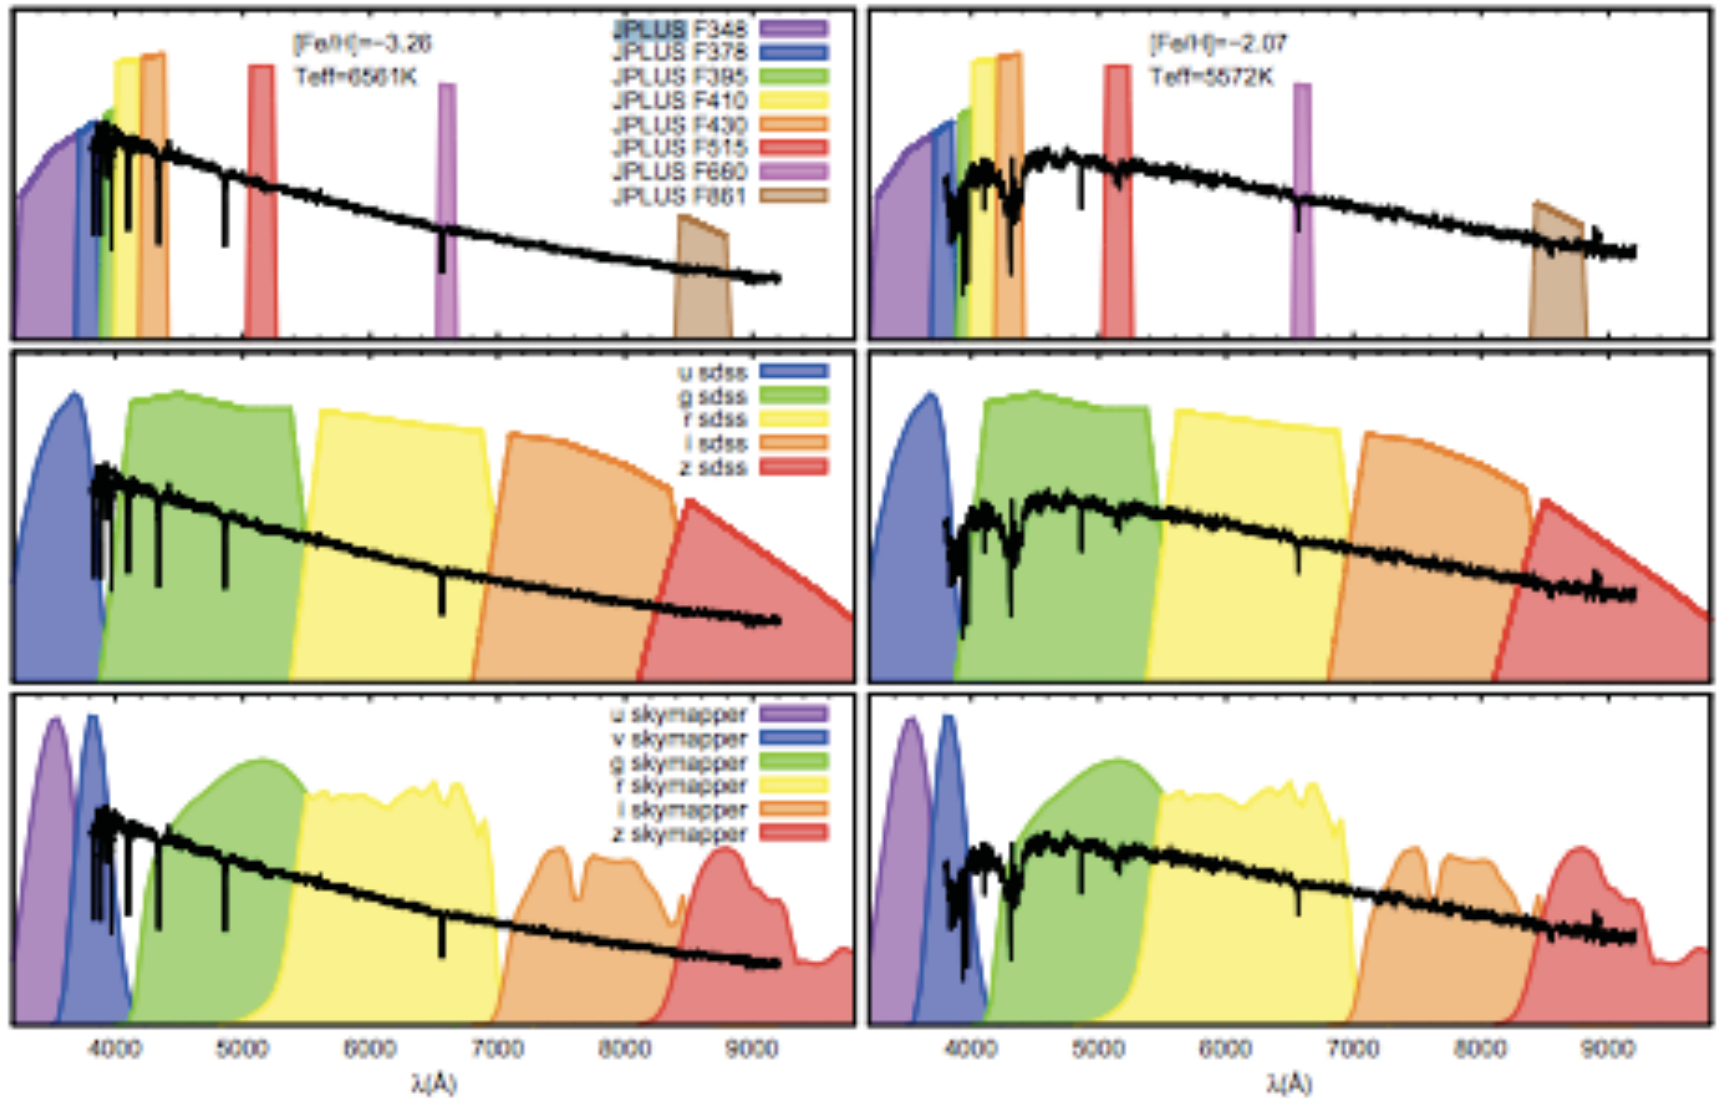 [Fe/H]=-3.26
Teff=6561K
JPLUS F348
JPLUS F378
JPLUS F395
JPLUS F410
JPLUS F430
JPLUS F515
JPLUS F660
JPLUS F861
[Fe/H]=-2.07
Teff=5572K
u sdss
g sdss
r sdss
i sdss
z sdss
u skymapper
v skymapper
g skymapper
r skymapper
i skymapper
z skymapper
4000 5000 6000 7000 8000 9000
4000 5000 6000 7000 8000 9000
λ(Å)
λ(Å)